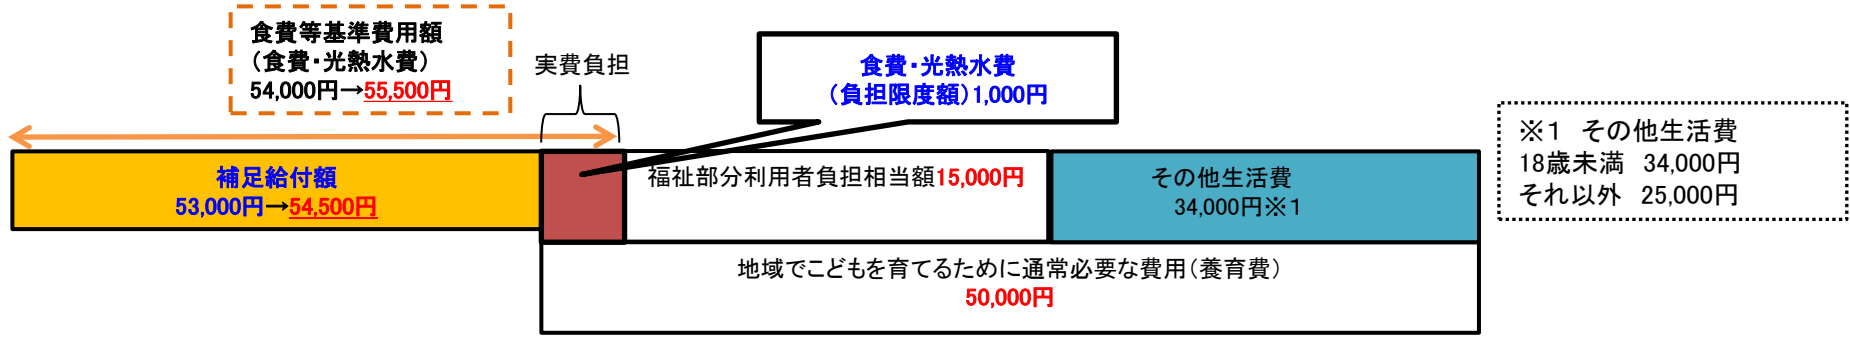 食費等基準費用額
(食費・光熱水費)
54,000円→55,500円
実費負担
食費・光熱水費
(負担限度額)1,000円
※1 その他生活費
18歳未満 34,000円
それ以外 25,000円
補足給付額
53,000円→54,500円
福祉部分利用者負担相当額15,000円
その他生活費
34,000円※1
地域でこどもを育てるために通常必要な費用(養育費)
50,000円